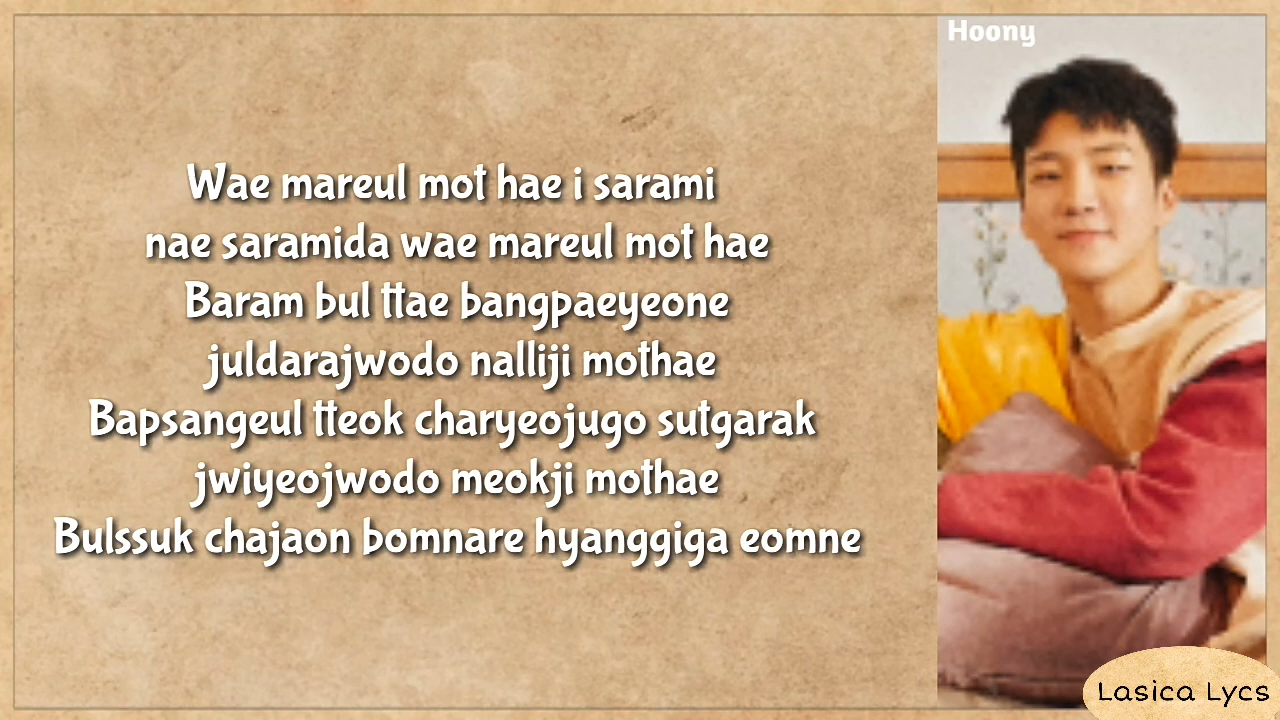 Hoony
Wae mareul mot hae i sarami
nae saramida wae mareul mot hae
Baram bul ttae bangpaeyeone
juldarajwodo nalliji mothae
Bapsangeul tteok charyeojugo sutgarak
jwiyeojwodo meokji mothae
Bulssuk chajaon bomnare hyanggiga eomne
Lasica Lycs